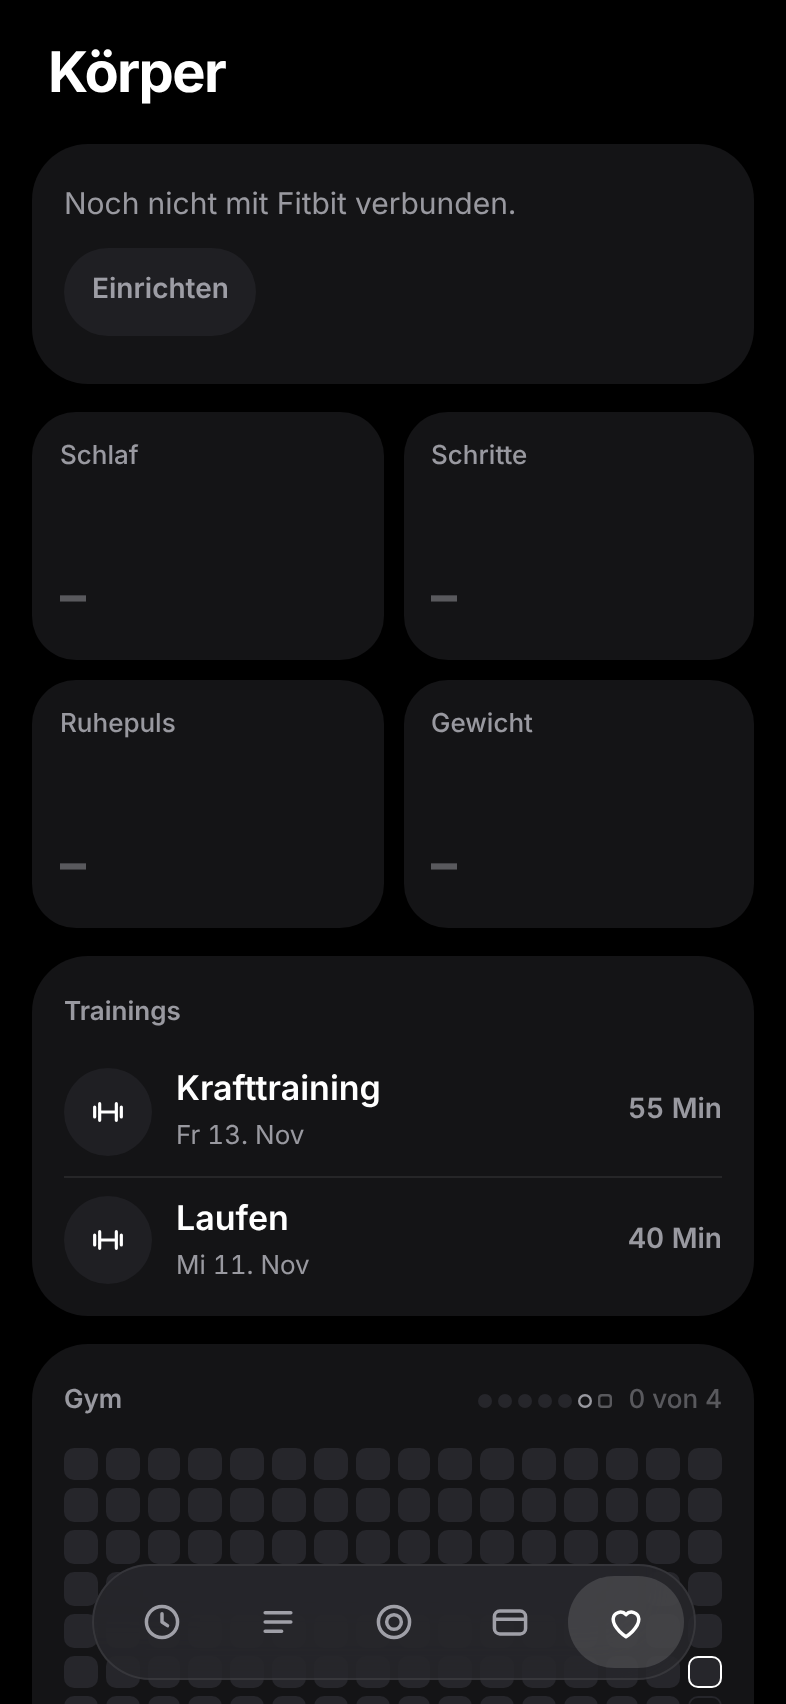 Körper
Noch nicht mit Fitbit verbunden.
Einrichten
Schlaf
–
Schritte
–
Ruhepuls
–
Gewicht
–
Trainings
Krafttraining
Fr 13. Nov
55 Min
Laufen
Mi 11. Nov
40 Min
Gym
0 von 4